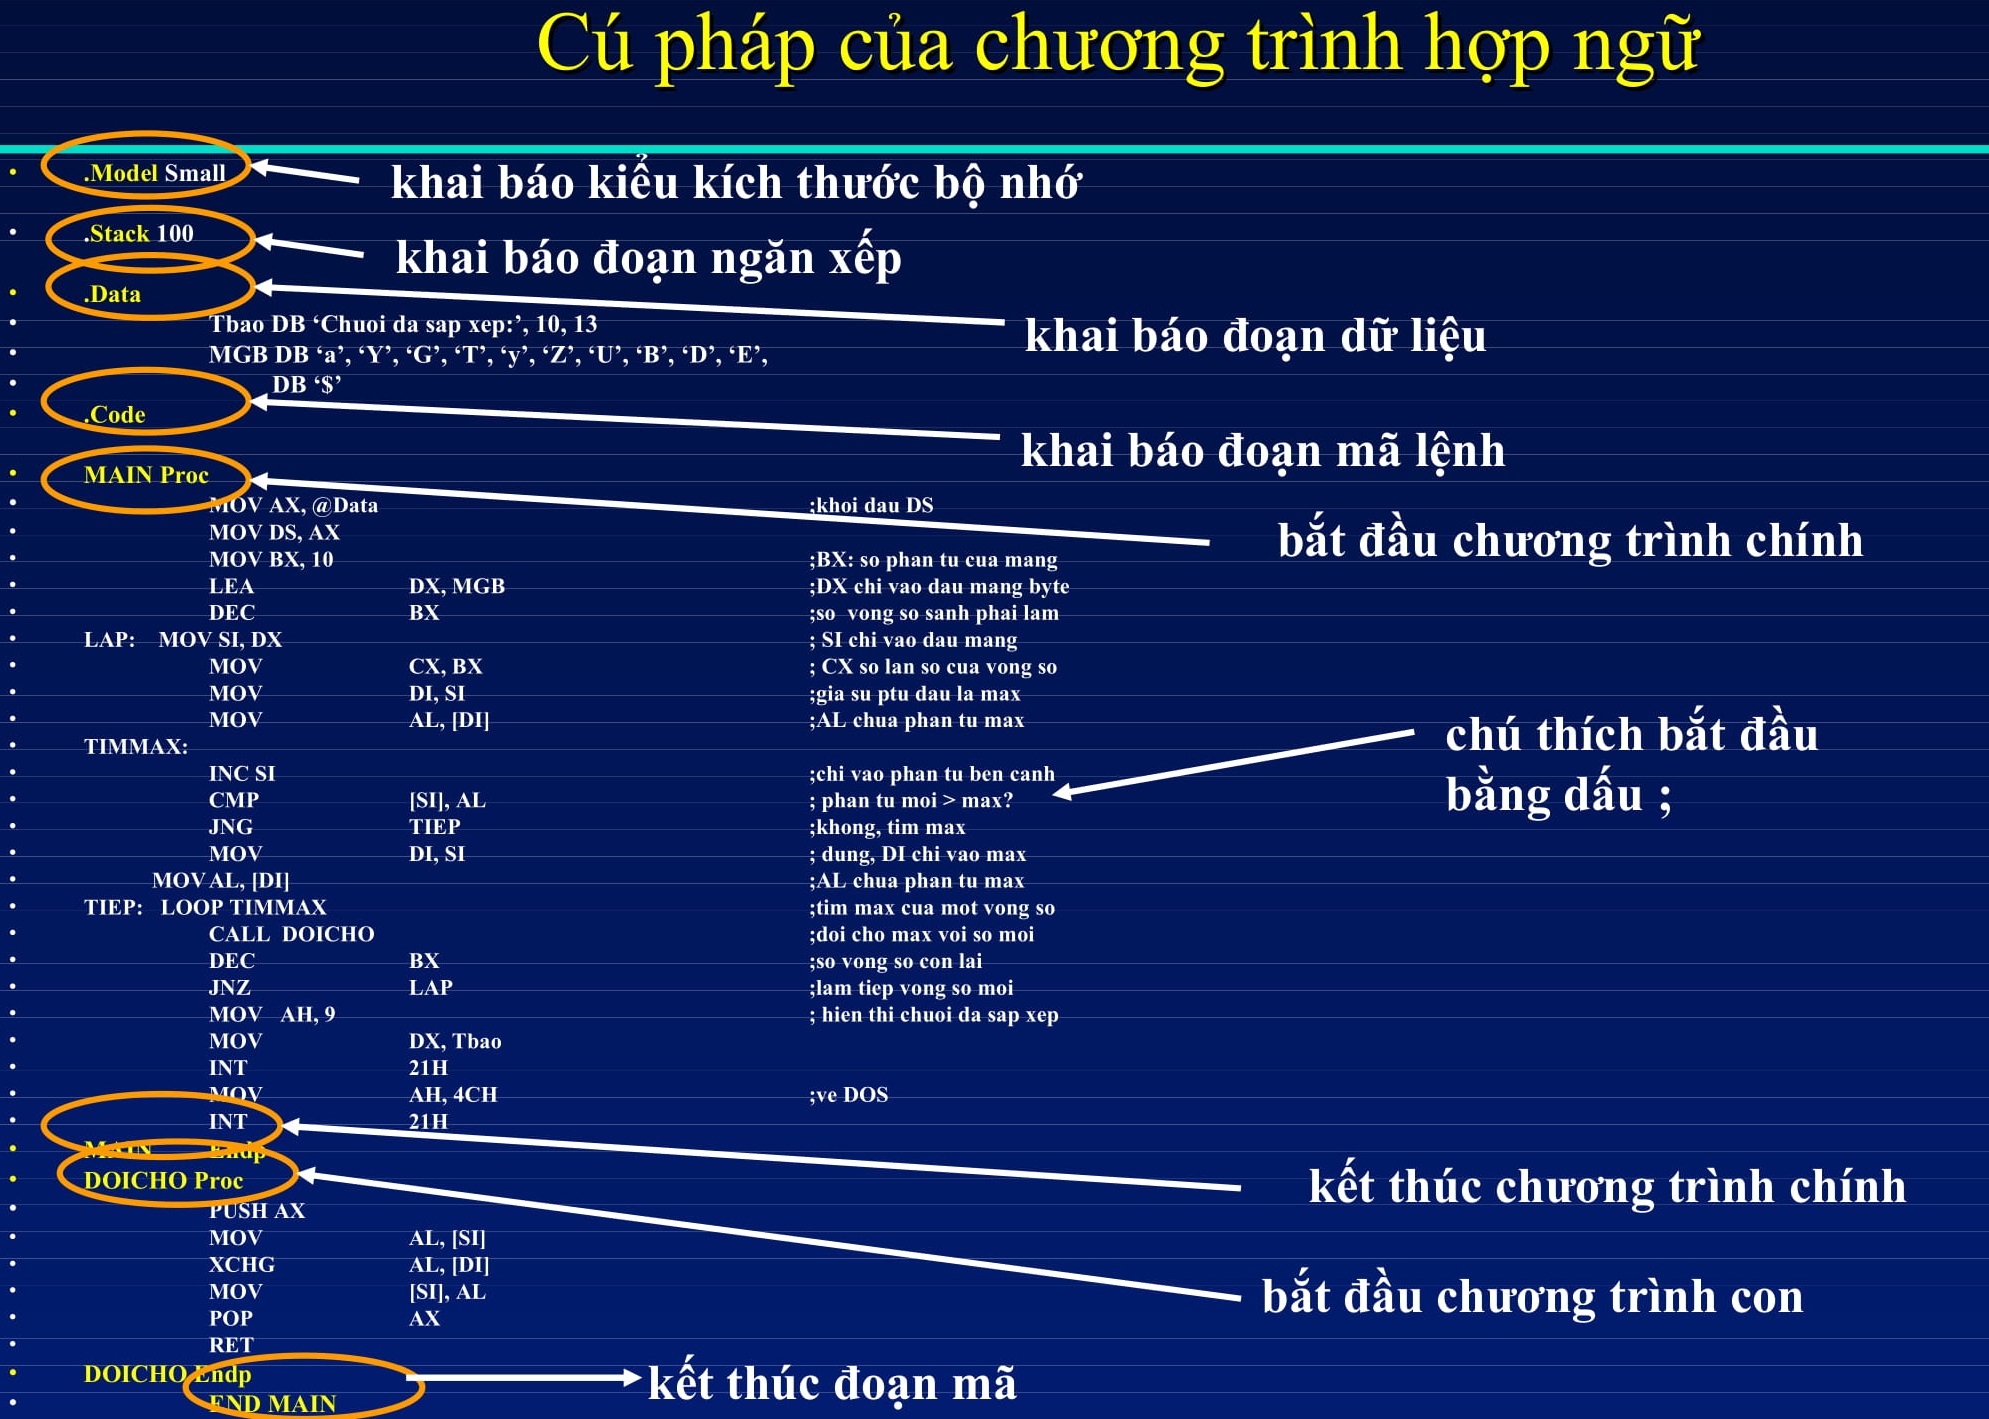 Cú pháp của chương trình hợp ngữ
• .Model Small
khai báo kiểu kích thước bộ nhớ
• .Stack 100
khai báo đoạn ngăn xếp
• .Data
• Tbao DB ‘Chuoi da sap xep:’, 10, 13
khai báo đoạn dữ liệu
• MGB DB ‘a’, ‘Y’, ‘G’, ‘T’, ‘y’, ‘Z’, ‘U’, ‘B’, ‘D’, ‘E’,
• DB ‘$’
• .Code
khai báo đoạn mã lệnh
• MAIN Proc
• MOV AX, @Data ;khoi dau DS
bắt đầu chương trình chính
• MOV DS, AX
• MOV BX, 10 ;BX: so phan tu cua mang
• LEA DX, MGB ;DX chi vao dau mang byte
• DEC BX ;so vong so sanh phai lam
• LAP: MOV SI, DX ; SI chi vao dau mang
• MOV CX, BX ; CX so lan so cua vong so
• MOV DI, SI ;gia su ptu dau la max
• MOV AL, [DI] ;AL chua phan tu max
• TIMMAX:
chú thích bắt đầu
bằng dấu ;
• INC SI ;chi vao phan tu ben canh
• CMP [SI], AL ; phan tu moi > max?
• JNG TIEP ;khong, tim max
• MOV DI, SI ; dung, DI chi vao max
• MOV AL, [DI] ;AL chua phan tu max
• TIEP: LOOP TIMMAX ;tim max cua mot vong so
• CALL DOICHO ;doi cho max voi so moi
• DEC BX ;so vong so con lai
• JNZ LAP ;lam tiep vong so moi
• MOV AH, 9 ; hien thi chuoi da sap xep
• MOV DX, Tbao
• INT 21H
• MOV AH, 4CH ;ve DOS
• INT 21H
• MAIN Endp
kết thúc chương trình chính
• DOICHO Proc
• PUSH AX
• MOV AL, [SI]
• XCHG AL, [DI]
• MOV [SI], AL
bắt đầu chương trình con
• POP AX
• RET
• DOICHO Endp
kết thúc đoạn mã
• END MAIN